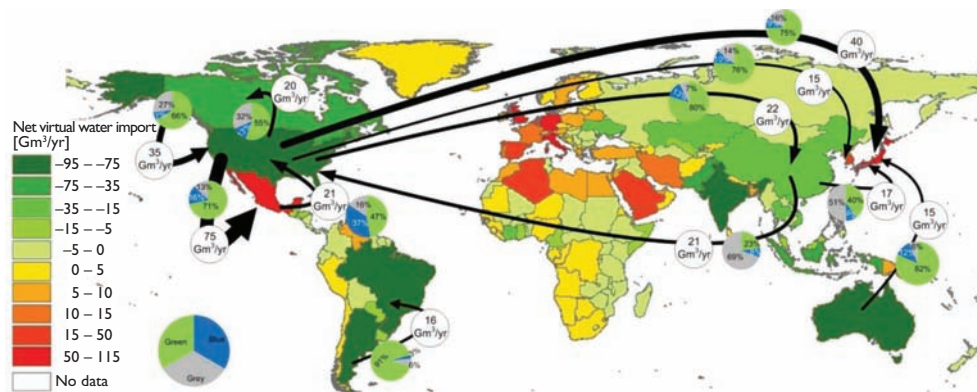 Net virtual water import
[Gm³/yr]
–95 – –75
–75 – –35
–35 – –15
–15 – –5
–5 – 0
0 – 5
5 – 10
10 – 15
15 – 50
50 – 115
No data
Green
Blue
Grey
16%
75%
40
Gm³/yr
14%
76%
15
Gm³/yr
7%
80%
22
Gm³/yr
20
Gm³/yr
32%
55%
27%
66%
35
Gm³/yr
13%
71%
75
Gm³/yr
21
Gm³/yr
16%
37%
47%
16
Gm³/yr
91%
6%
21
Gm³/yr
69%
23%
51%
40%
17
Gm³/yr
15
Gm³/yr
82%